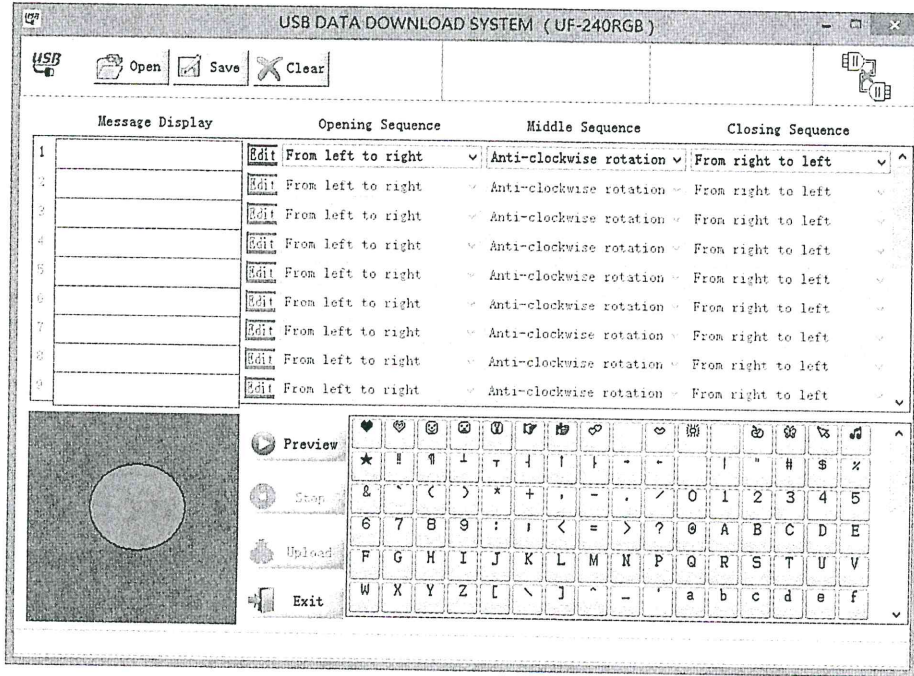 USB DATA DOWNLOAD SYSTEM ( UF-240RGB )
USB Open Save Clear
Message Display Opening Sequence Middle Sequence Closing Sequence
1 Edit From left to right Anti-clockwise rotation From right to left
2 Edit From left to right Anti-clockwise rotation From right to left
3 Edit From left to right Anti-clockwise rotation From right to left
4 Edit From left to right Anti-clockwise rotation From right to left
5 Edit From left to right Anti-clockwise rotation From right to left
6 Edit From left to right Anti-clockwise rotation From right to left
7 Edit From left to right Anti-clockwise rotation From right to left
8 Edit From left to right Anti-clockwise rotation From right to left
9 Edit From left to right Anti-clockwise rotation From right to left
Preview
Stop
Upload
Exit
★ ‼ ¶ ┴ ┬ ┤ ↑ ├ → ← | " # $ %
& ` ( ) * + , - . / 0 1 2 3 4 5
6 7 8 9 : ; < = > ? @ A B C D E
F G H I J K L M N P Q R S T U V
W X Y Z [ \ ] ^ _ ' a b c d e f